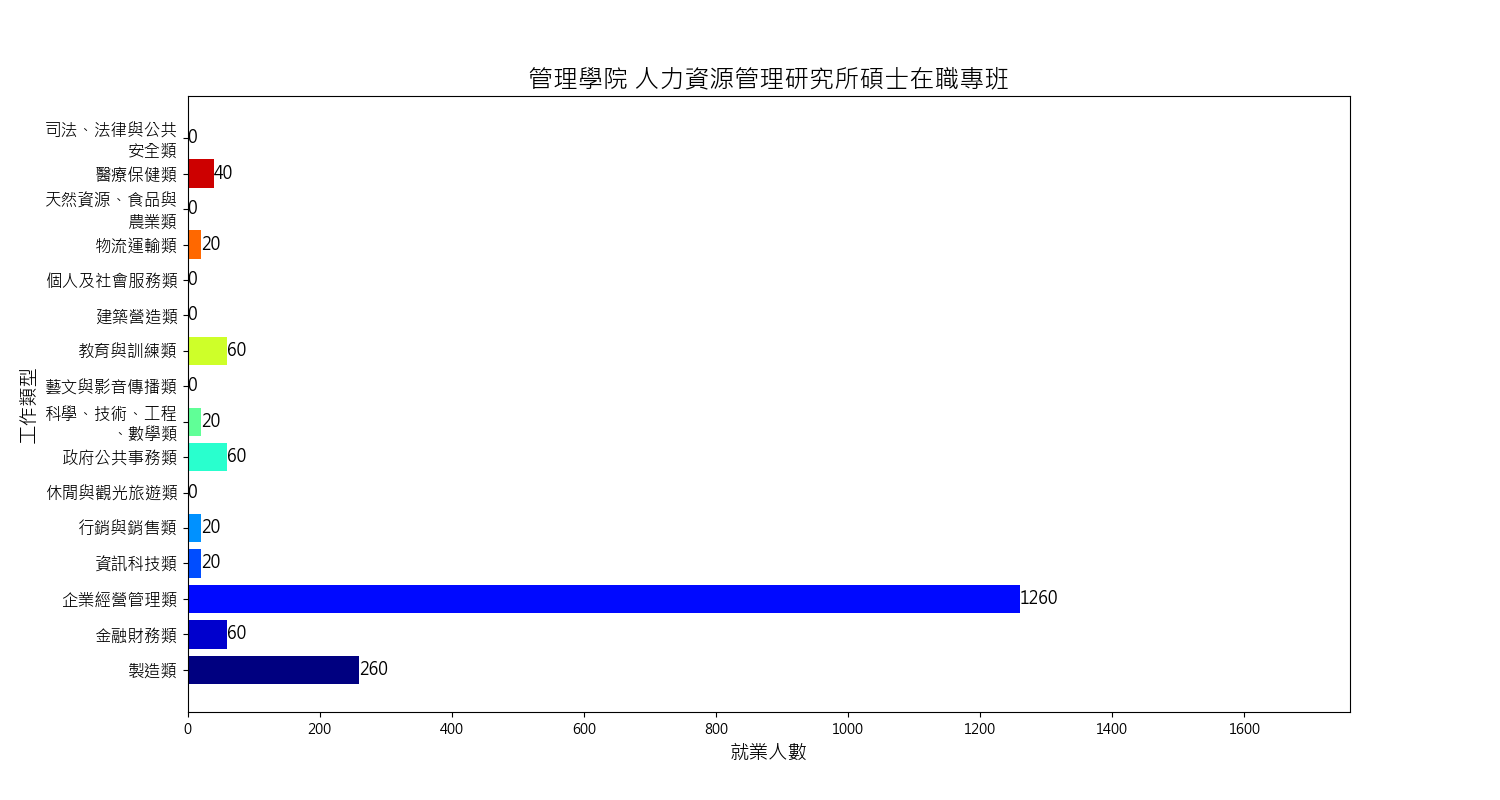 管理學院 人力資源管理研究所碩士在職專班
司法、法律與公共
安全類
0
醫療保健類
40
天然資源、食品與
農業類
0
物流運輸類
20
個人及社會服務類
0
建築營造類
0
教育與訓練類
60
藝文與影音傳播類
0
科學、技術、工程
、數學類
20
政府公共事務類
60
休閒與觀光旅遊類
0
行銷與銷售類
20
資訊科技類
20
企業經營管理類
1260
金融財務類
60
製造類
260
工作類型
0 200 400 600 800 1000 1200 1400 1600
就業人數